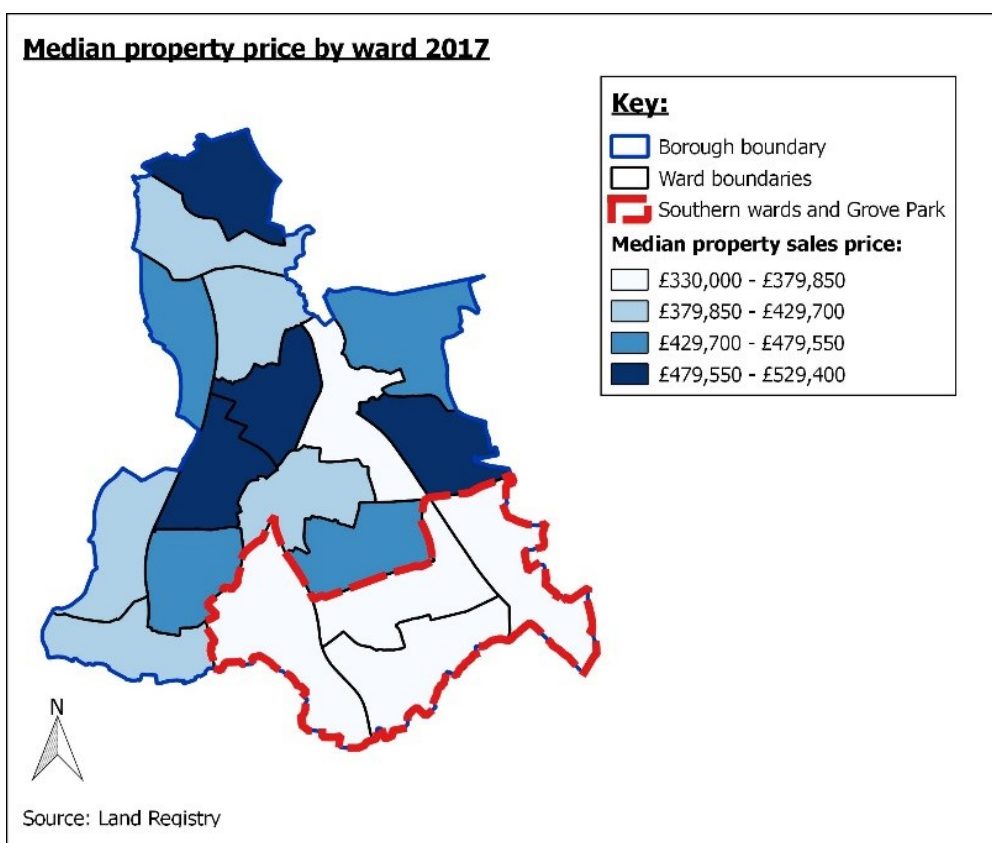 Median property price by ward 2017
Key:
Borough boundary
Ward boundaries
Southern wards and Grove Park
Median property sales price:
£330,000 - £379,850
£379,850 - £429,700
£429,700 - £479,550
£479,550 - £529,400
N
Source: Land Registry